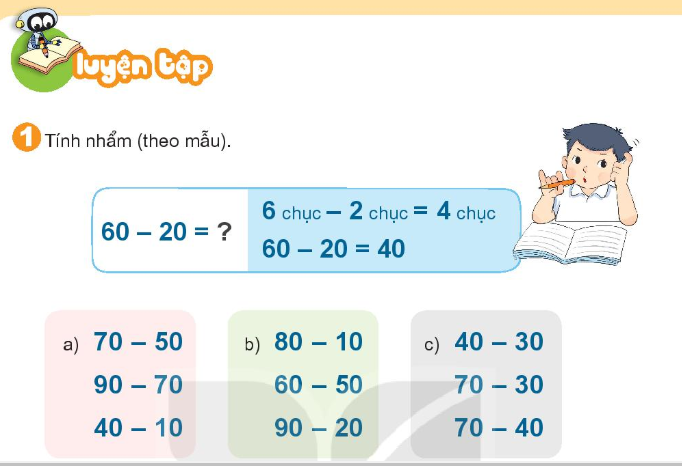 luyện tập
1 Tính nhẩm (theo mẫu).
60 – 20 = ?
6 chục – 2 chục = 4 chục
60 – 20 = 40
a) 70 – 50
90 – 70
40 – 10
b) 80 – 10
60 – 50
90 – 20
c) 40 – 30
70 – 30
70 – 40